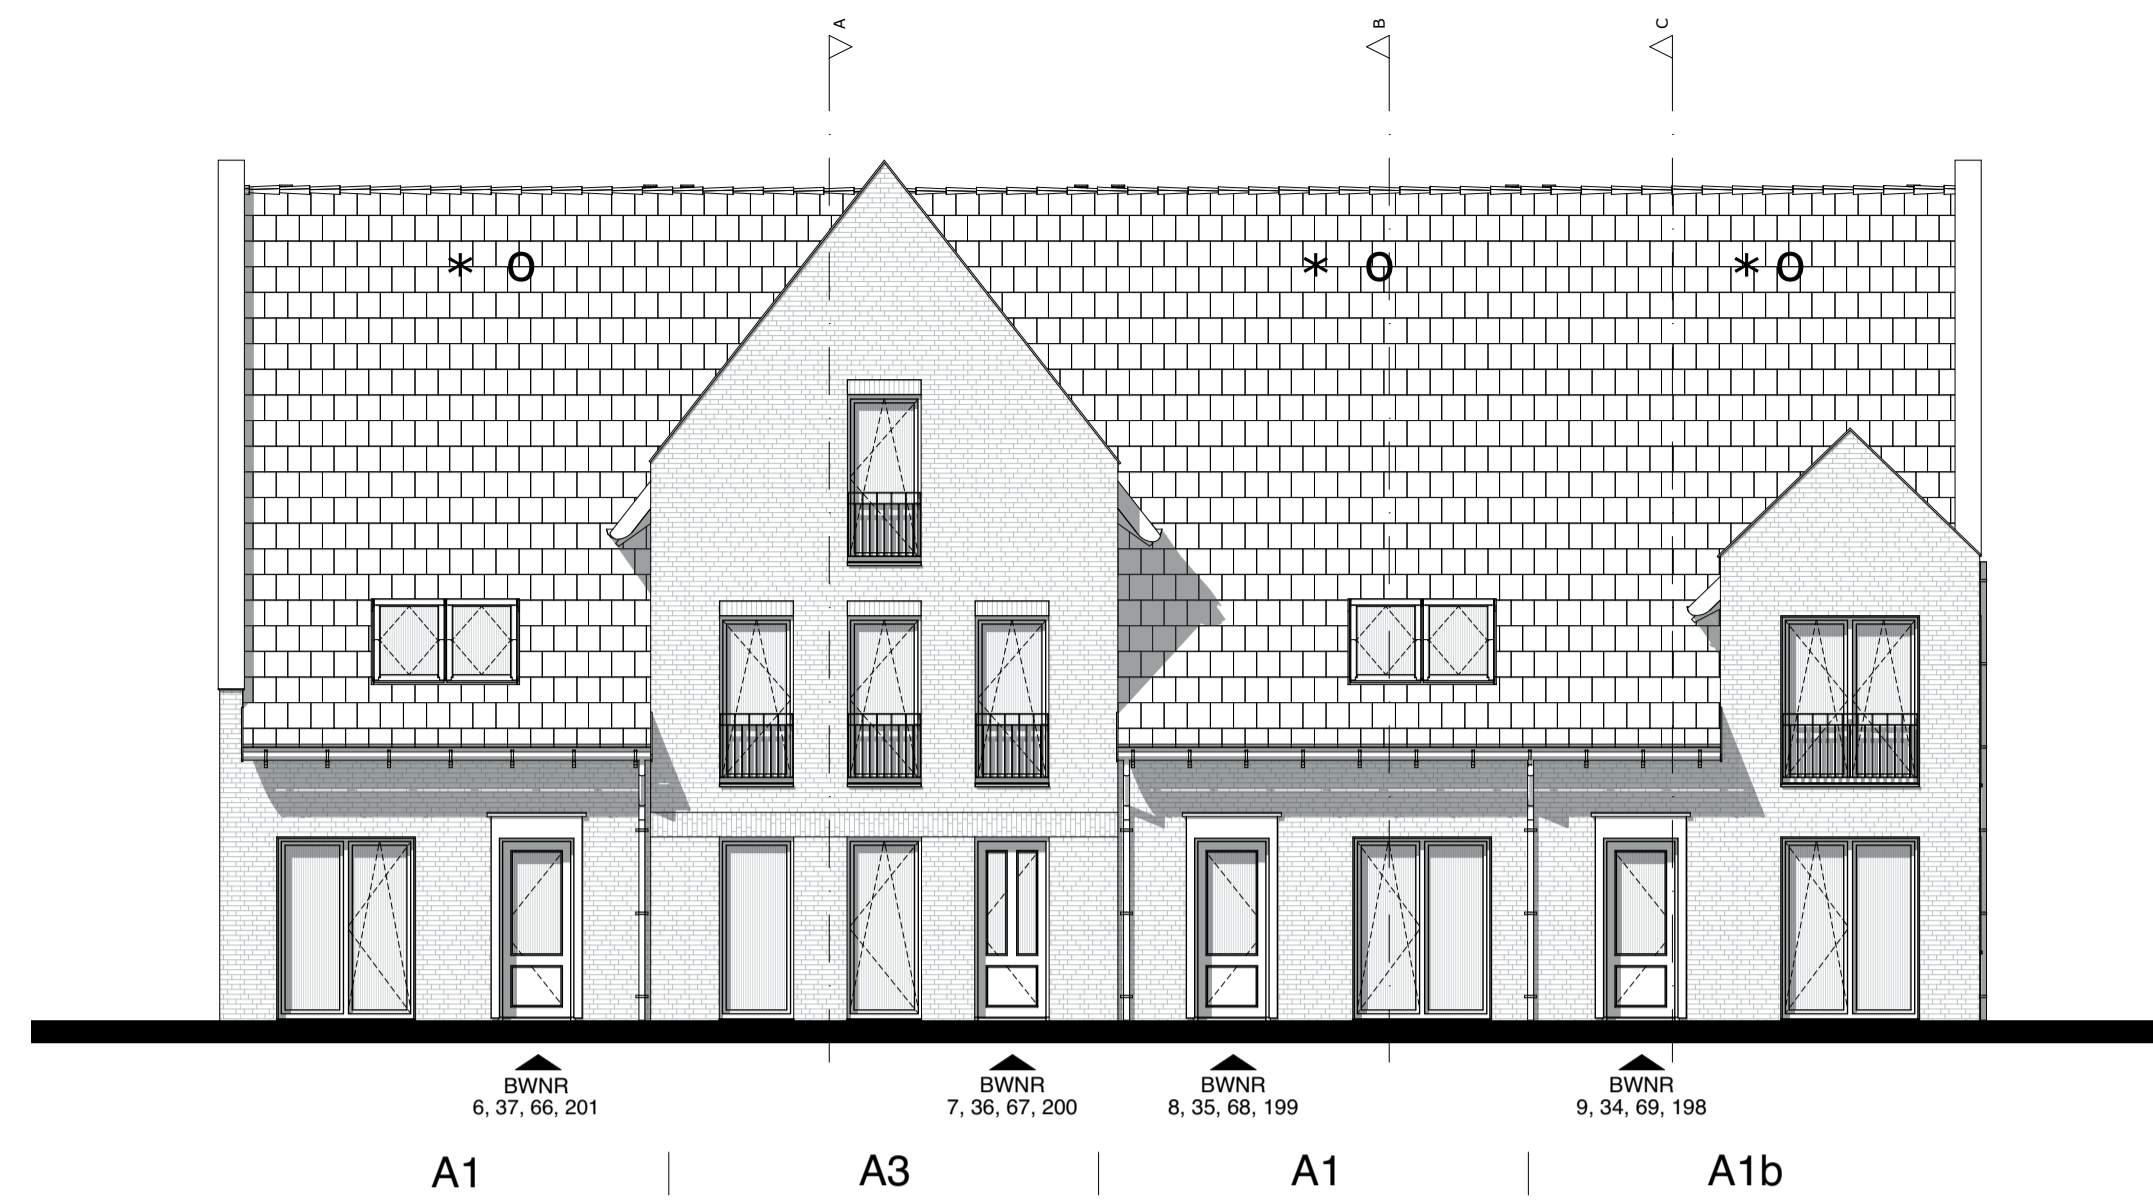 A
B
C
* o
* o
* o
BWNR
6, 37, 66, 201
BWNR
7, 36, 67, 200
BWNR
8, 35, 68, 199
BWNR
9, 34, 69, 198
A1
A3
A1
A1b